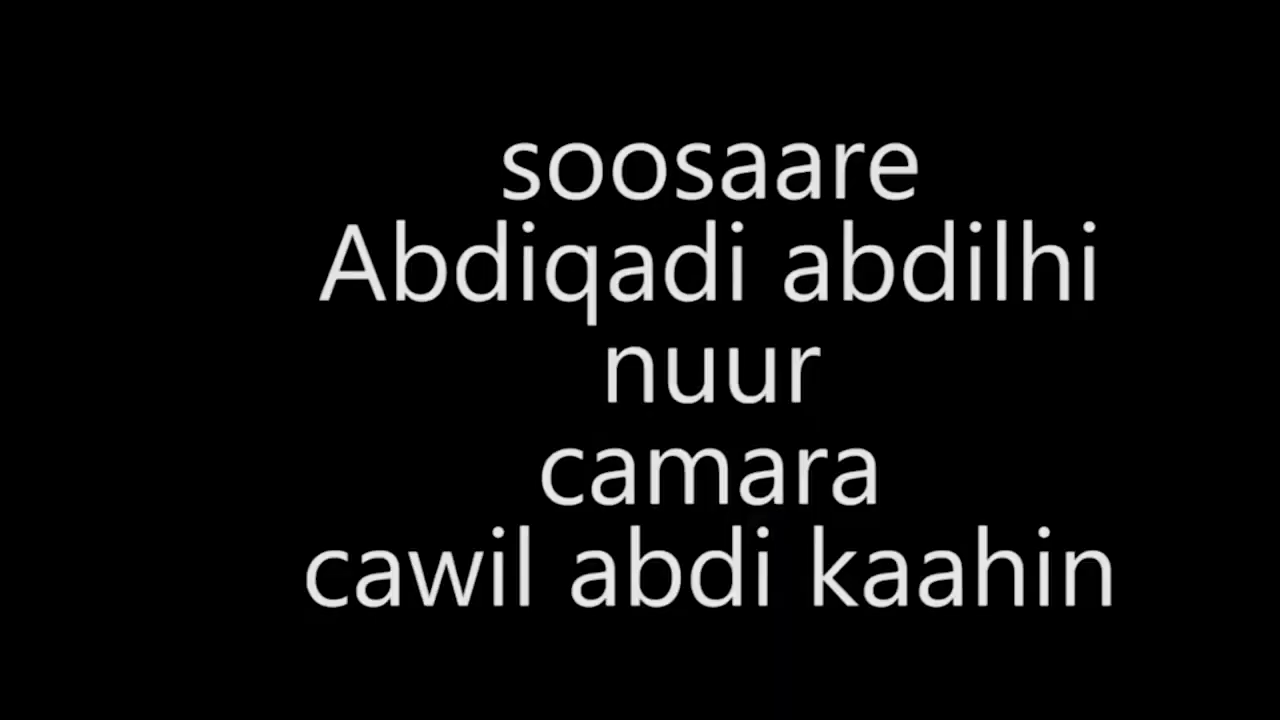 soosaare
Abdiqadi abdilhi
nuur
camara
cawil abdi kaahin